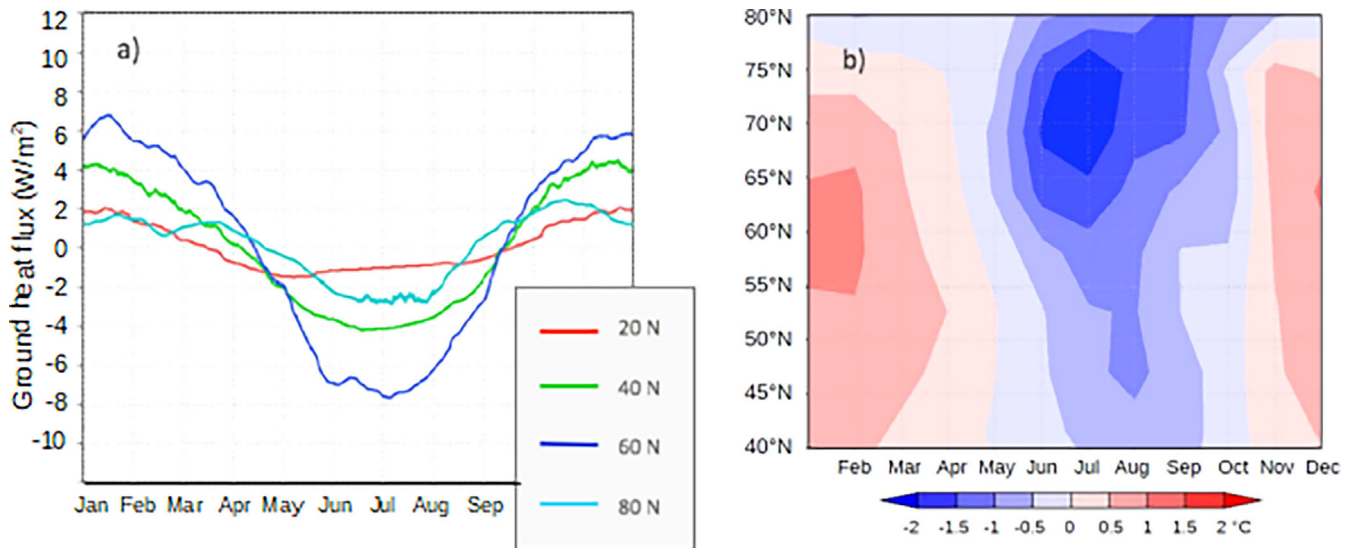 a)
Ground heat flux (W/m²)
12
10
8
6
4
2
0
-2
-4
-6
-8
-10
Jan Feb Mar Apr May Jun Jul Aug Sep
20 N
40 N
60 N
80 N
b)
80°N
75°N
70°N
65°N
60°N
55°N
50°N
45°N
40°N
Feb Mar Apr May Jun Jul Aug Sep Oct Nov Dec
-2 -1.5 -1 -0.5 0 0.5 1 1.5 2 °C